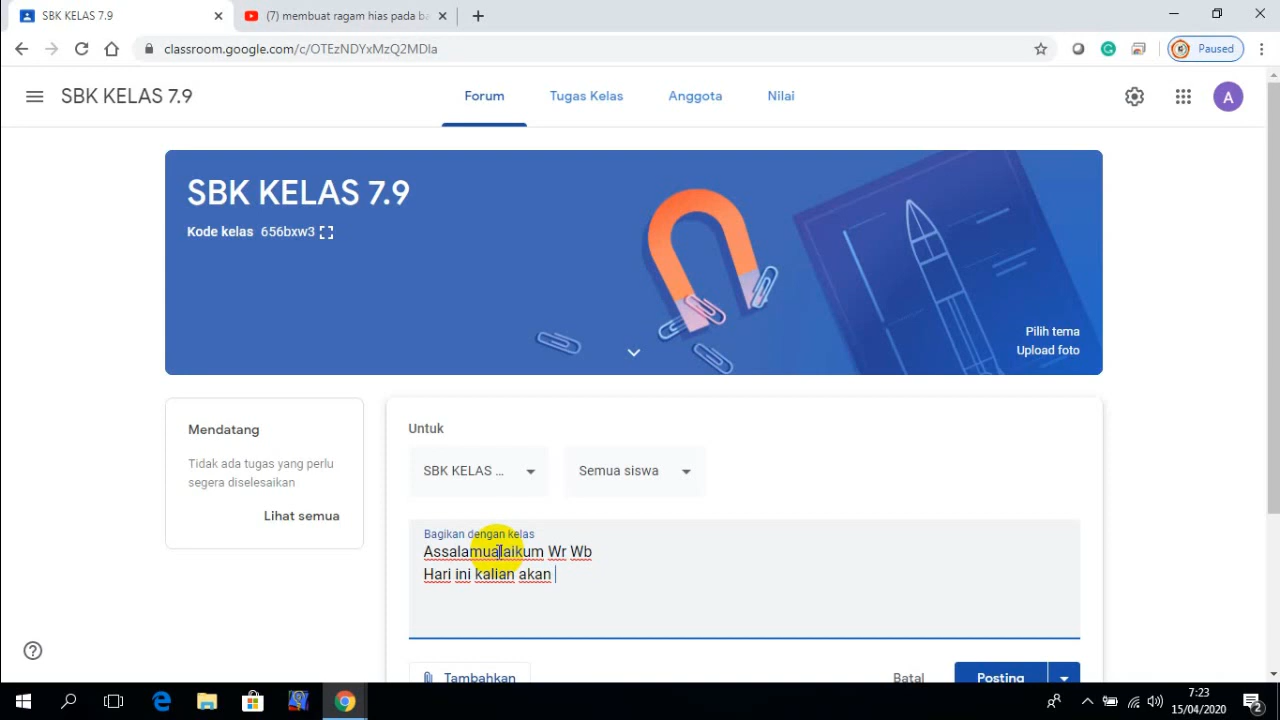 SBK KELAS 7.9
(7) membuat ragam hias pada ba
classroom.google.com/c/OTEzNDYxMzQ2MDla
Paused
SBK KELAS 7.9
Forum
Tugas Kelas
Anggota
Nilai
A
SBK KELAS 7.9
Kode kelas 656bxw3
Pilih tema
Upload foto
Mendatang
Tidak ada tugas yang perlu
segera diselesaikan
Lihat semua
Untuk
SBK KELAS ...
Semua siswa
Bagikan dengan kelas
Assalamualaikum Wr Wb
Hari ini kalian akan
Tambahkan
Batal
Posting
7:23
15/04/2020
2